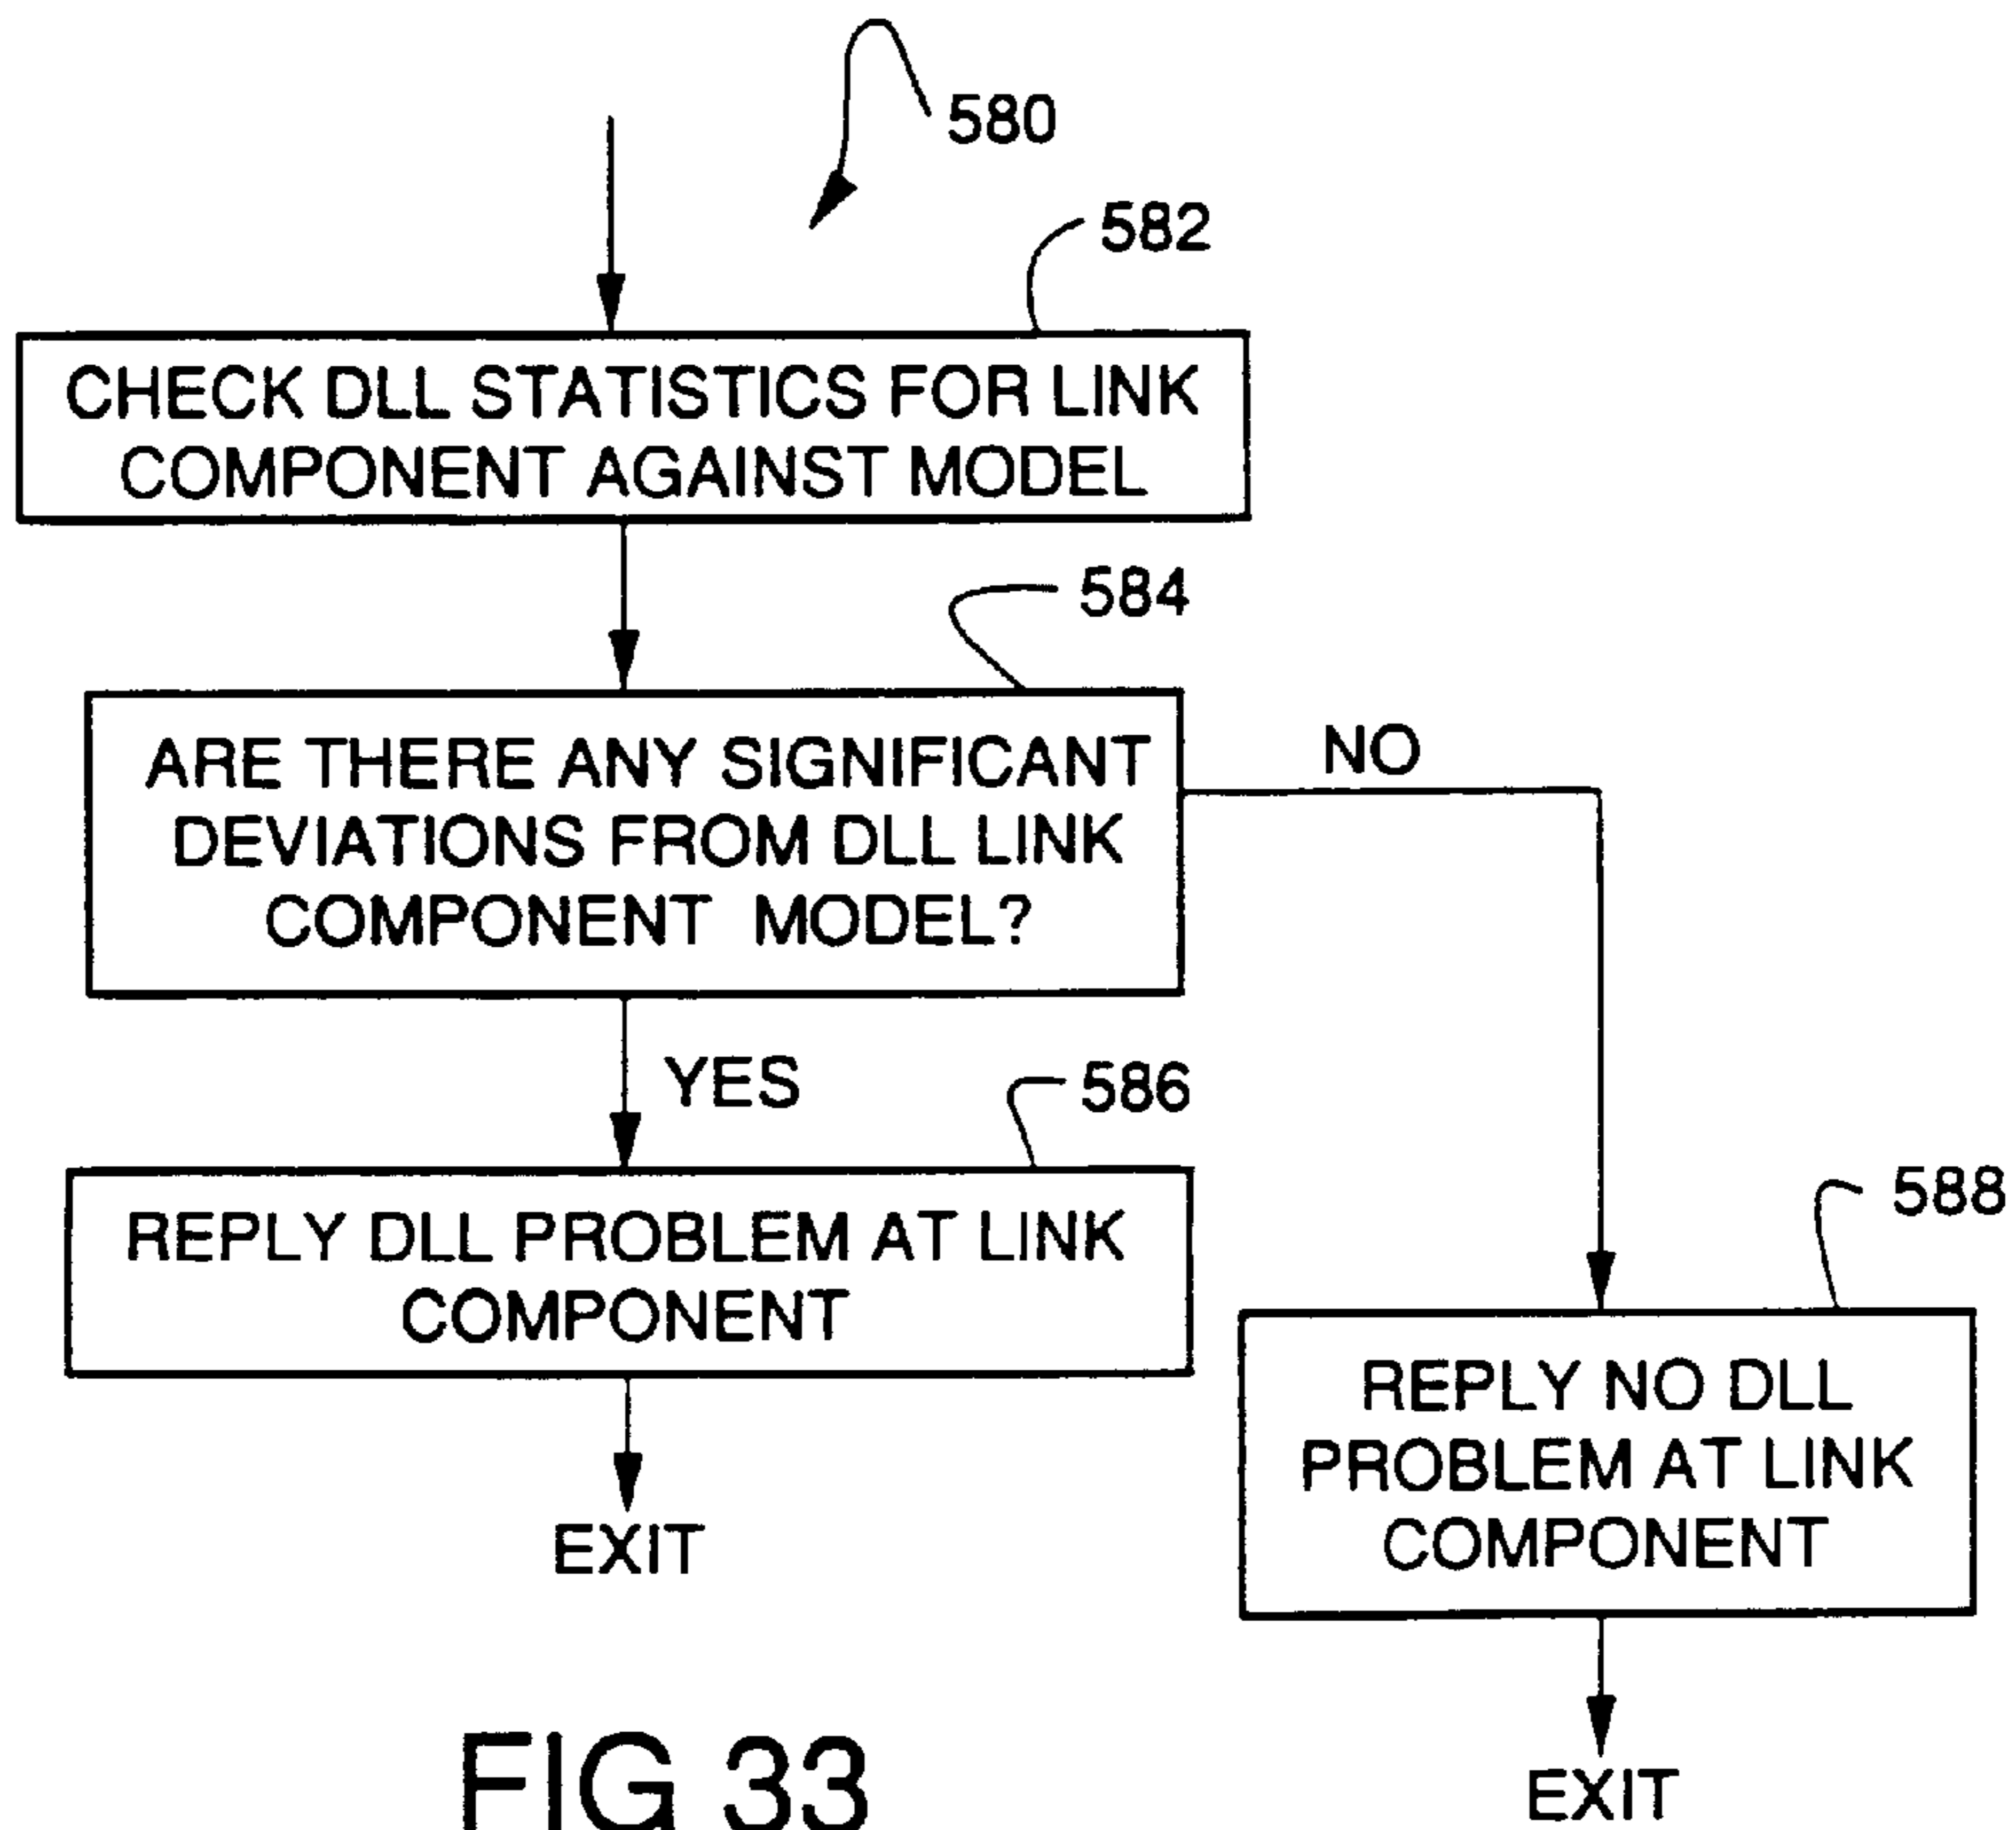 580
582
CHECK DLL STATISTICS FOR LINK
COMPONENT AGAINST MODEL
584
ARE THERE ANY SIGNIFICANT
DEVIATIONS FROM DLL LINK
COMPONENT MODEL?
NO
YES
586
REPLY DLL PROBLEM AT LINK
COMPONENT
EXIT
588
REPLY NO DLL
PROBLEM AT LINK
COMPONENT
EXIT
FIG 33